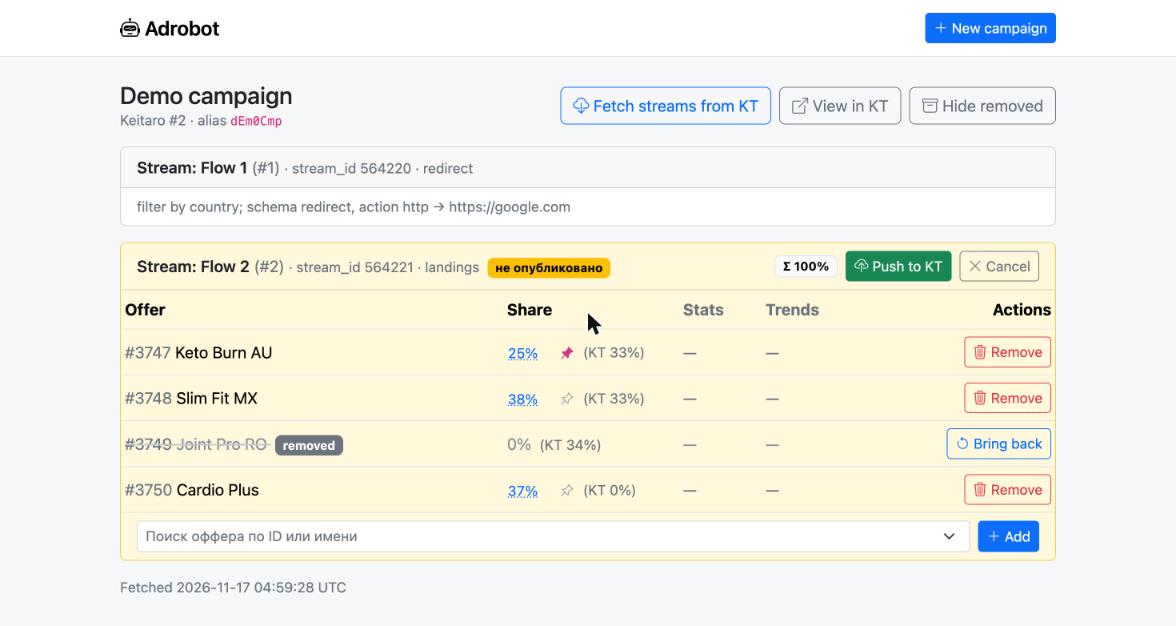 Adrobot
+ New campaign
Demo campaign
Keitaro #2 · alias dEm0Cmp
Fetch streams from KT
View in KT
Hide removed
Stream: Flow 1 (#1) · stream_id 564220 · redirect
filter by country; schema redirect, action http → https://google.com
Stream: Flow 2 (#2) · stream_id 564221 · landings не опубликовано Σ 100% Push to KT × Cancel
Offer Share Stats Trends Actions
#3747 Keto Burn AU 25% (KT 33%) — — Remove
#3748 Slim Fit MX 38% (KT 33%) — — Remove
#3749 Joint Pro RO removed 0% (KT 34%) — — Bring back
#3750 Cardio Plus 37% (KT 0%) — — Remove
Поиск оффера по ID или имени + Add
Fetched 2026-11-17 04:59:28 UTC